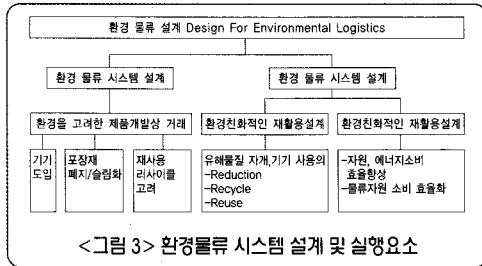 환경 물류 설계 Design For Environmental Logistics
환경 물류 시스템 설계
환경 물류 시스템 설계
환경을 고려한 제품개발상 거래
환경친화적인 재활용설계
환경친화적인 재활용설계
기기
도입
포장재
폐지/슬림화
재사용
리사이클
고려
유해물질 자개,기기 사용의
-Reduction
-Recycle
-Reuse
-자원, 에너지소비
효율향상
-물류자원 소비 효율화
<그림 3> 환경물류 시스템 설계 및 실행요소